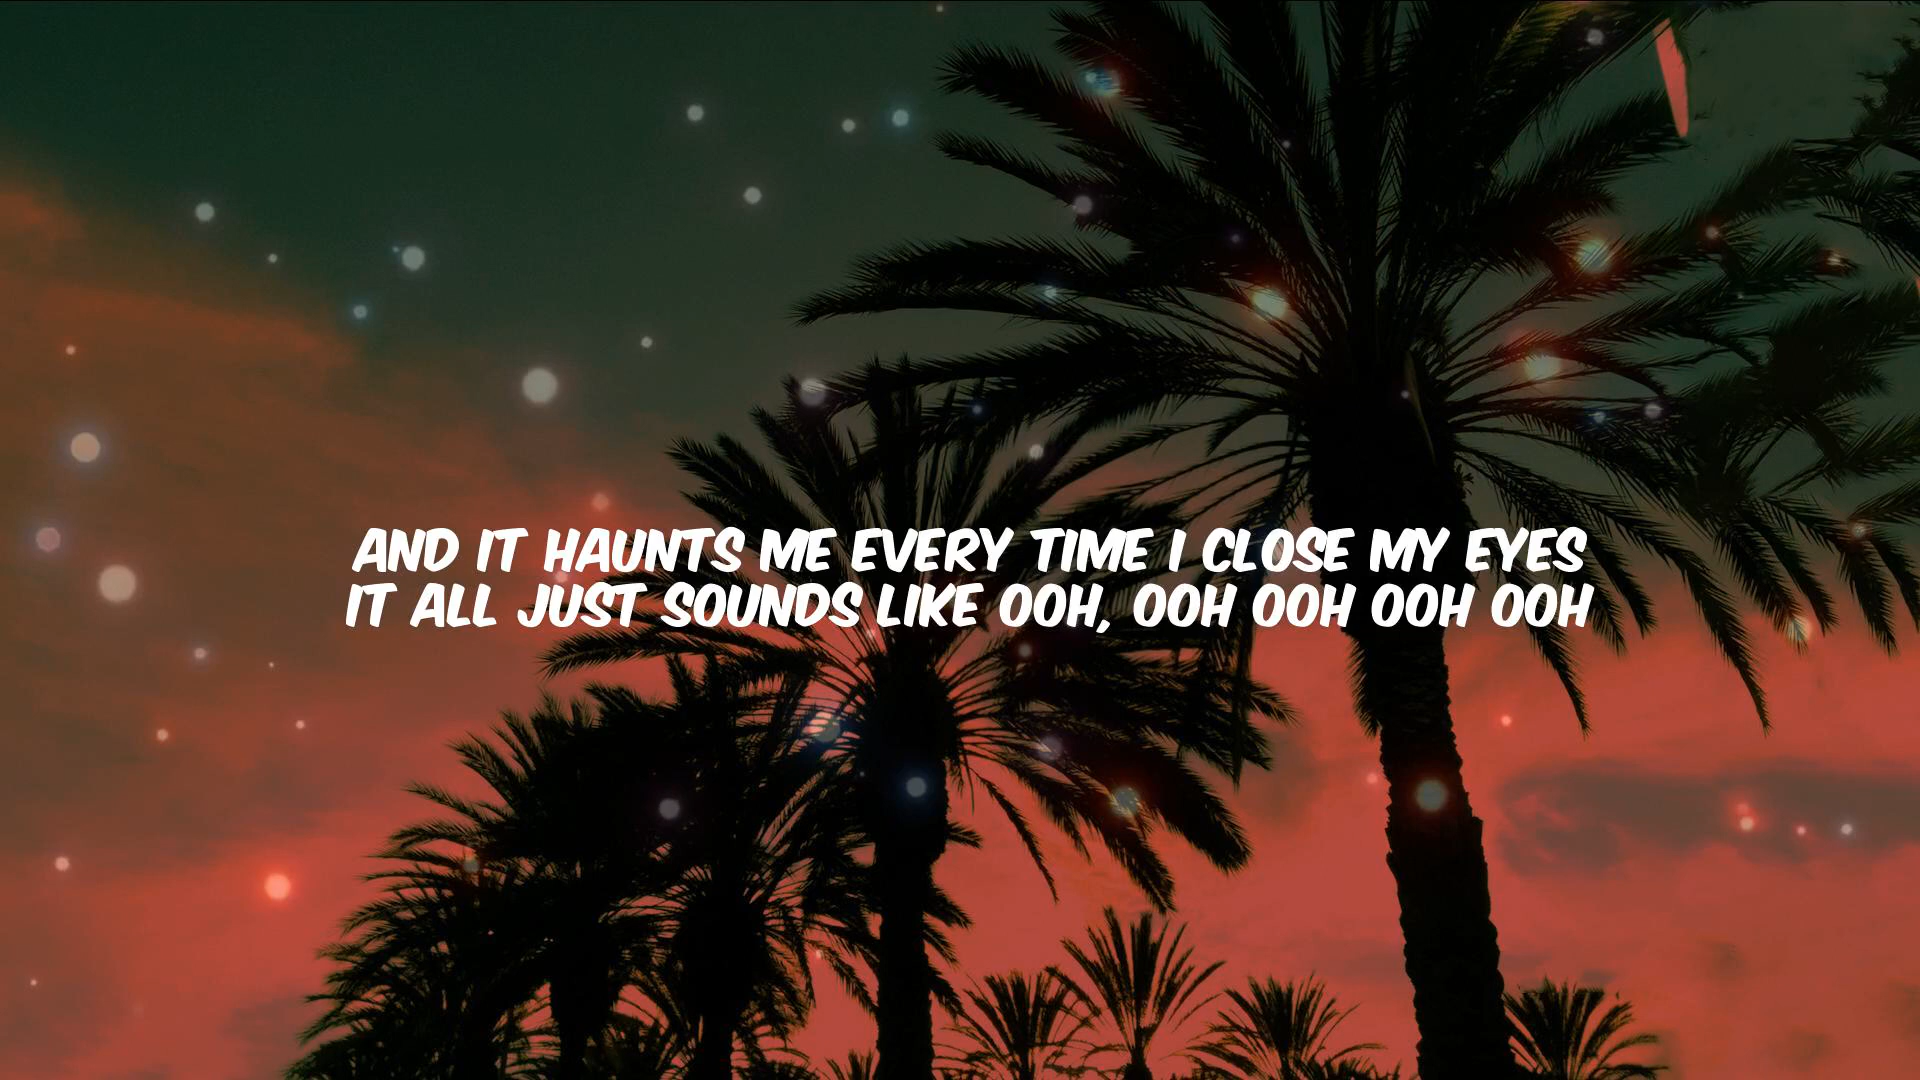 AND IT HAUNTS ME EVERY TIME I CLOSE MY EYES
IT ALL JUST SOUNDS LIKE OOH, OOH OOH OOH OOH